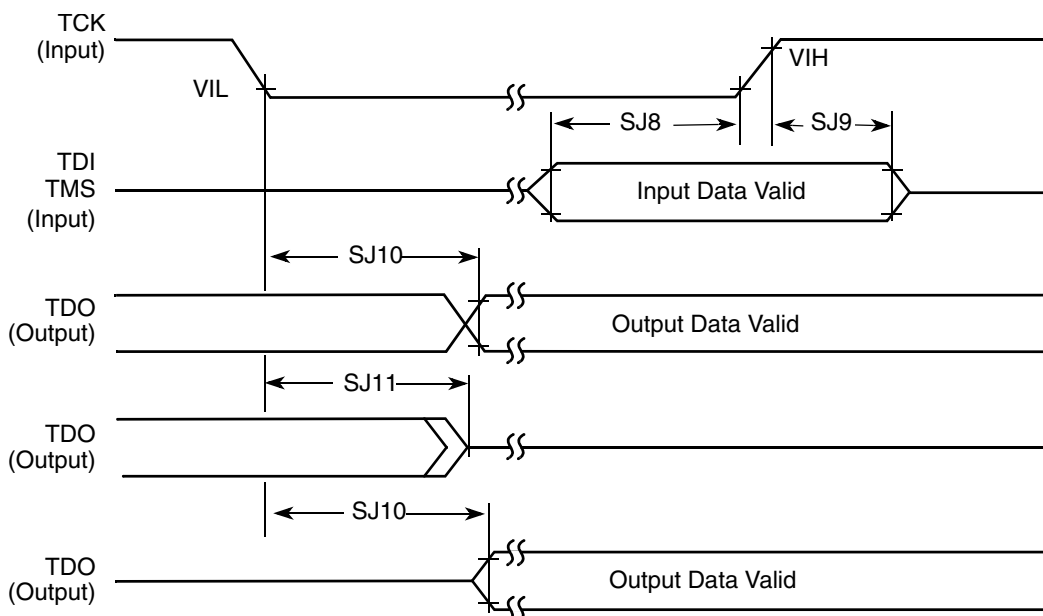 TCK
(Input)
VIL
VIH
SJ8
SJ9
TDI
TMS
(Input)
Input Data Valid
SJ10
TDO
(Output)
Output Data Valid
SJ11
TDO
(Output)
SJ10
TDO
(Output)
Output Data Valid